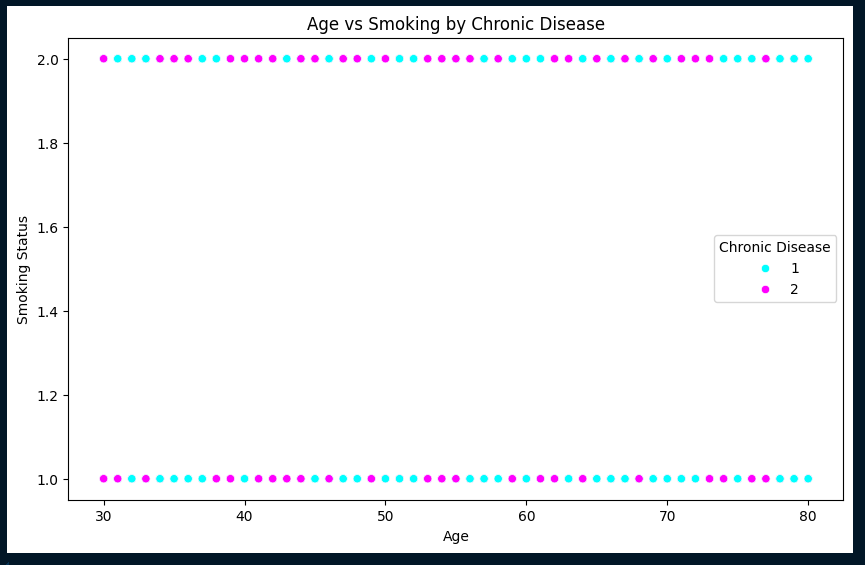 Age vs Smoking by Chronic Disease
2.0
1.8
1.6
1.4
1.2
1.0
Smoking Status
Chronic Disease
1
2
30 40 50 60 70 80
Age